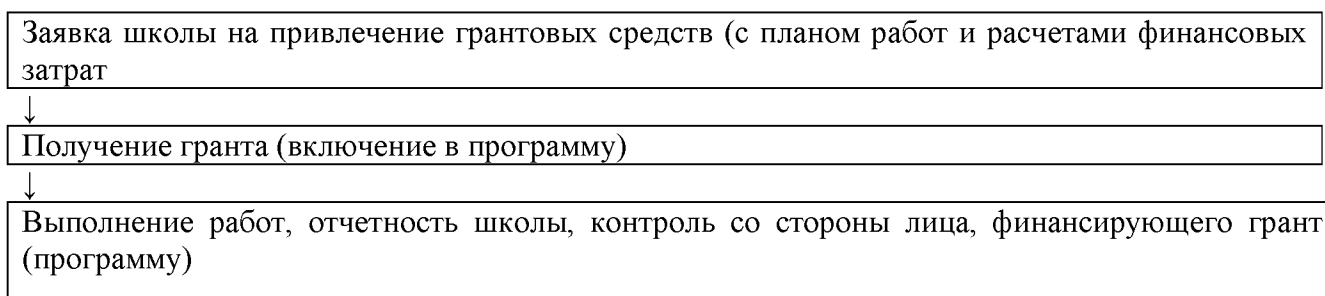 Заявка школы на привлечение грантовых средств (с планом работ и расчетами финансовых
затрат
↓
Получение гранта (включение в программу)
↓
Выполнение работ, отчетность школы, контроль со стороны лица, финансирующего грант
(программу)